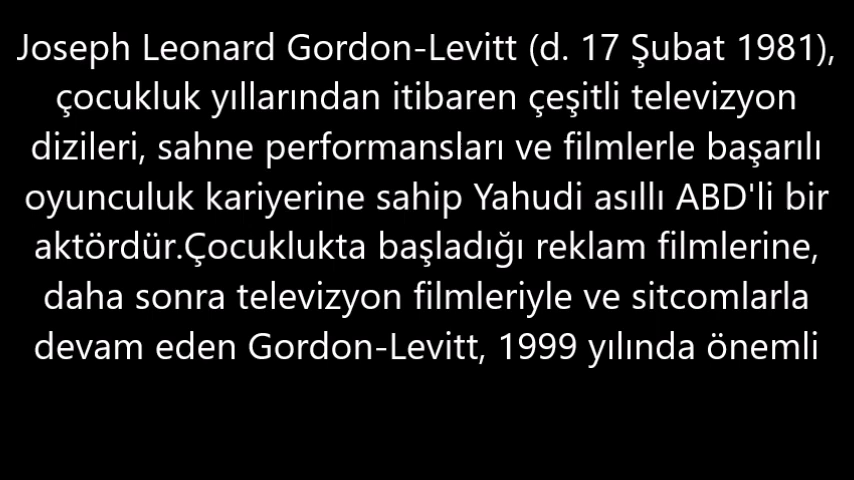 Joseph Leonard Gordon-Levitt (d. 17 Şubat 1981),
çocukluk yıllarından itibaren çeşitli televizyon
dizileri, sahne performansları ve filmlerle başarılı
oyunculuk kariyerine sahip Yahudi asıllı ABD'li bir
aktördür.Çocuklukta başladığı reklam filmlerine,
daha sonra televizyon filmleriyle ve sitcomlarla
devam eden Gordon-Levitt, 1999 yılında önemli